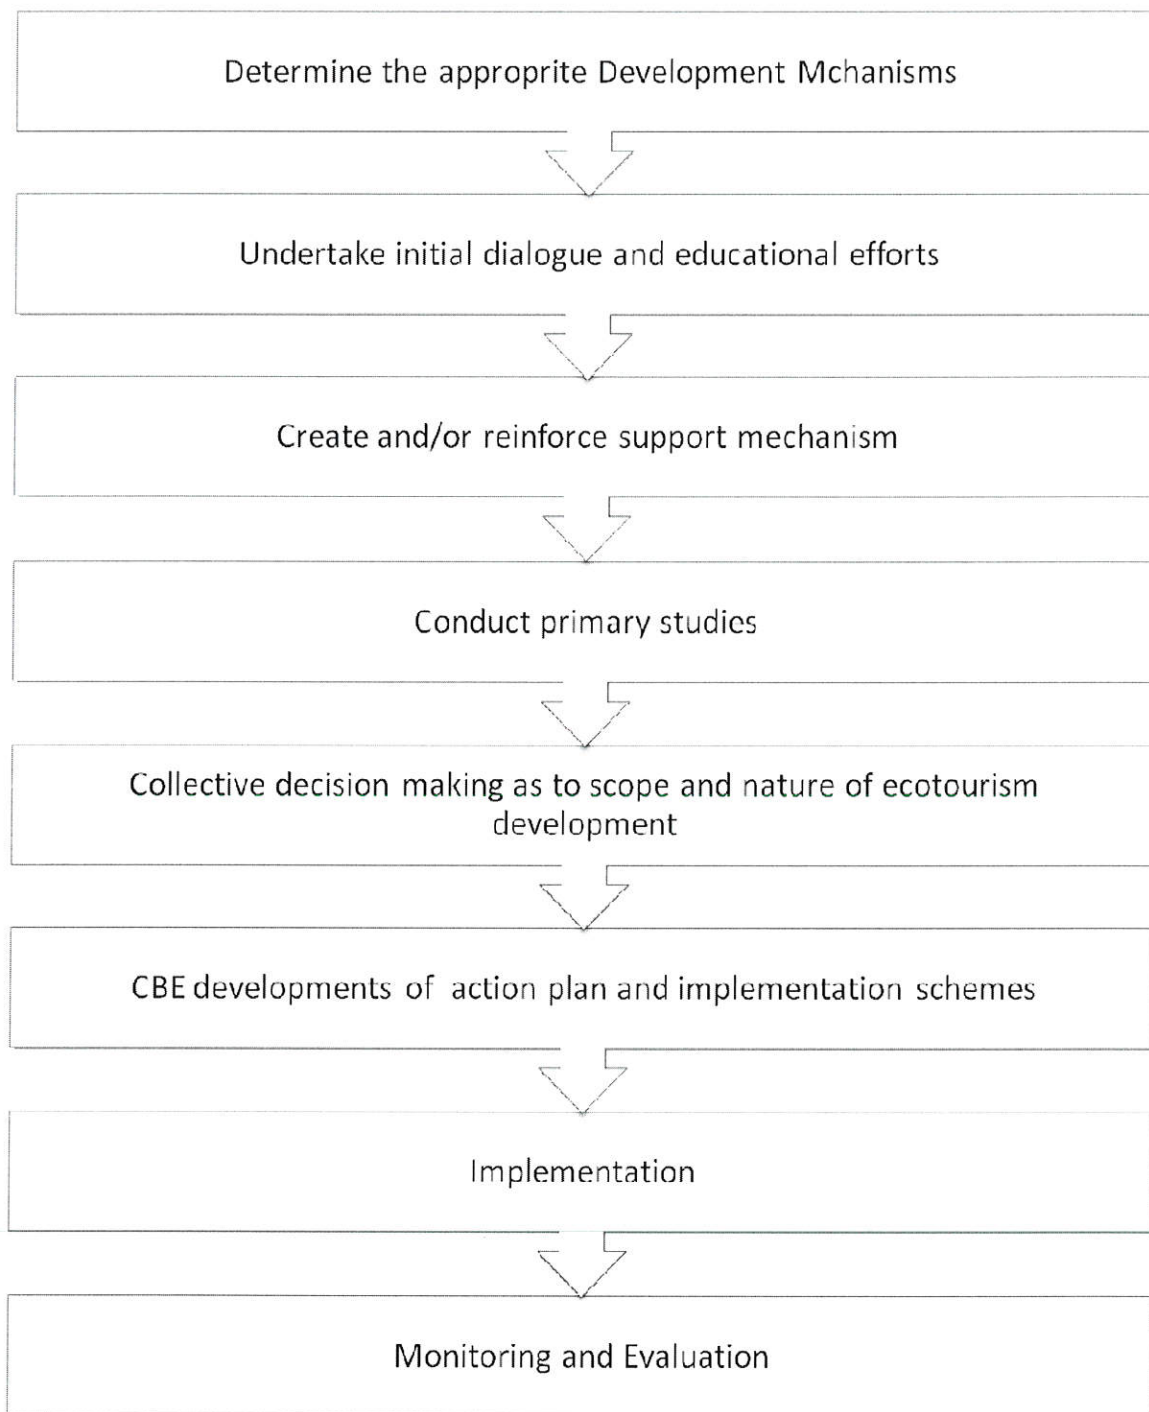 Determine the approprite Development Mchanisms
Undertake initial dialogue and educational efforts
Create and/or reinforce support mechanism
Conduct primary studies
Collective decision making as to scope and nature of ecotourism
development
CBE developments of action plan and implementation schemes
Implementation
Monitoring and Evaluation